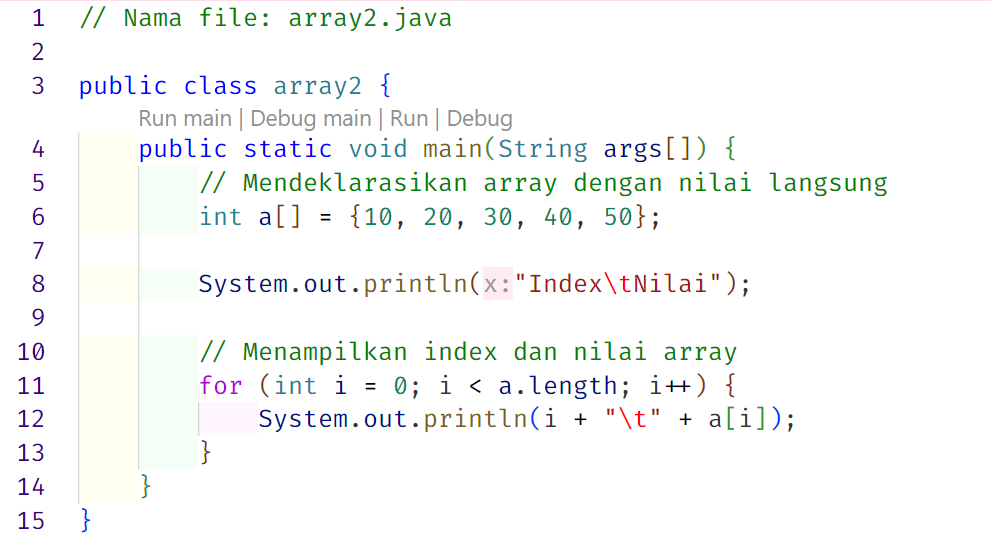 1 // Nama file: array2.java
2
3 public class array2 {
Run main | Debug main | Run | Debug
4 public static void main(String args[]) {
5 // Mendeklarasikan array dengan nilai langsung
6 int a[] = {10, 20, 30, 40, 50};
7
8 System.out.println(x:"Index\tNilai");
9
10 // Menampilkan index dan nilai array
11 for (int i = 0; i < a.length; i++) {
12 System.out.println(i + "\t" + a[i]);
13 }
14 }
15 }